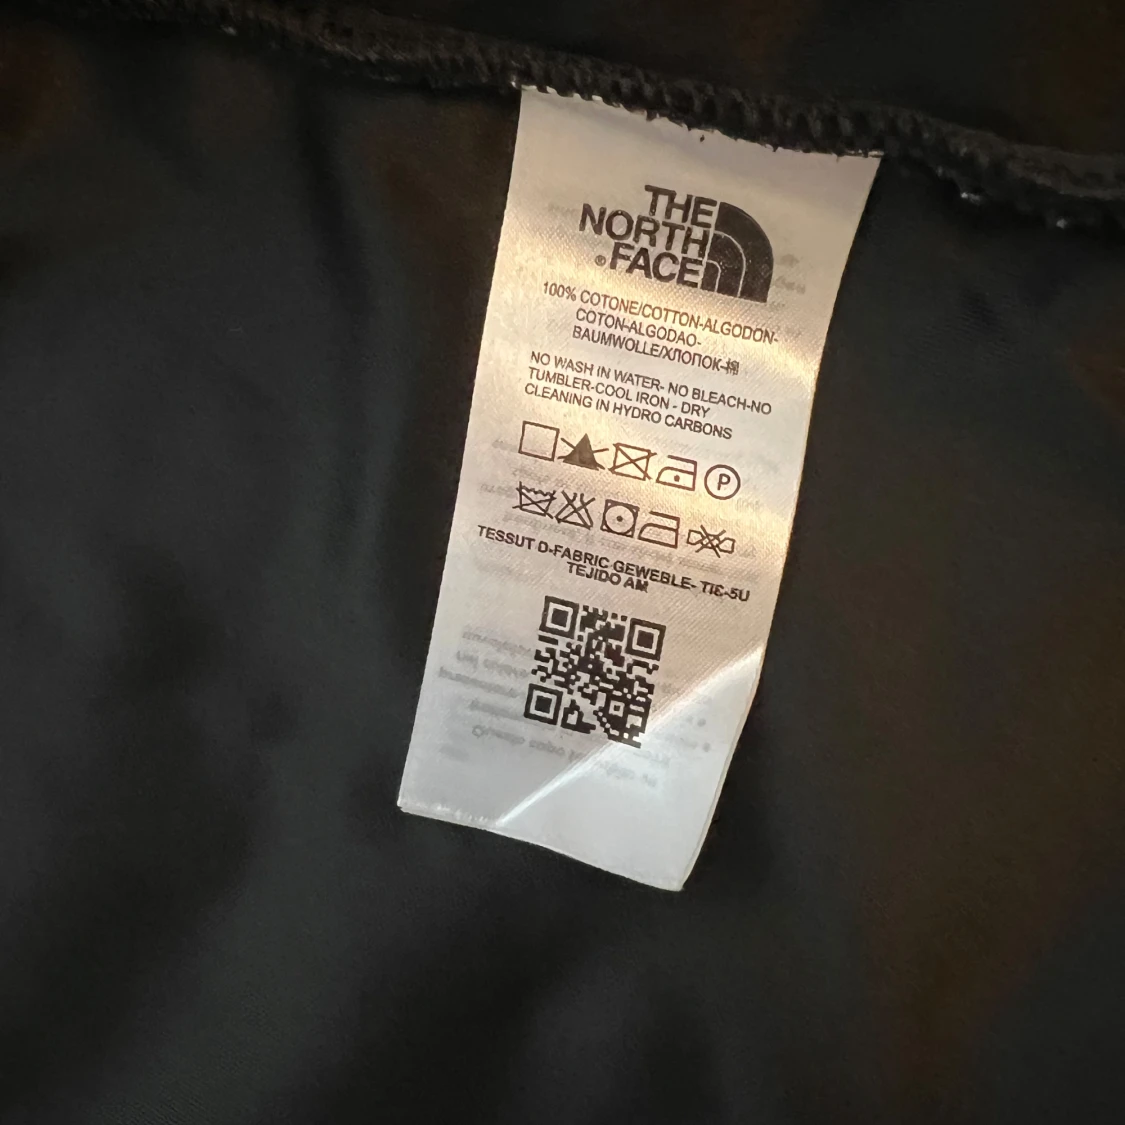 THE
NORTH
® FACE
100% COTONE/COTTON-ALGODON-
COTON-ALGODAO-
BAUMWOLLE/ХЛОПОК-棉
NO WASH IN WATER- NO BLEACH-NO
TUMBLER-COOL IRON - DRY
CLEANING IN HYDRO CARBONS
P
TESSUT D-FABRIC GEWEBLE- TIE-5U
TEJIDO AM